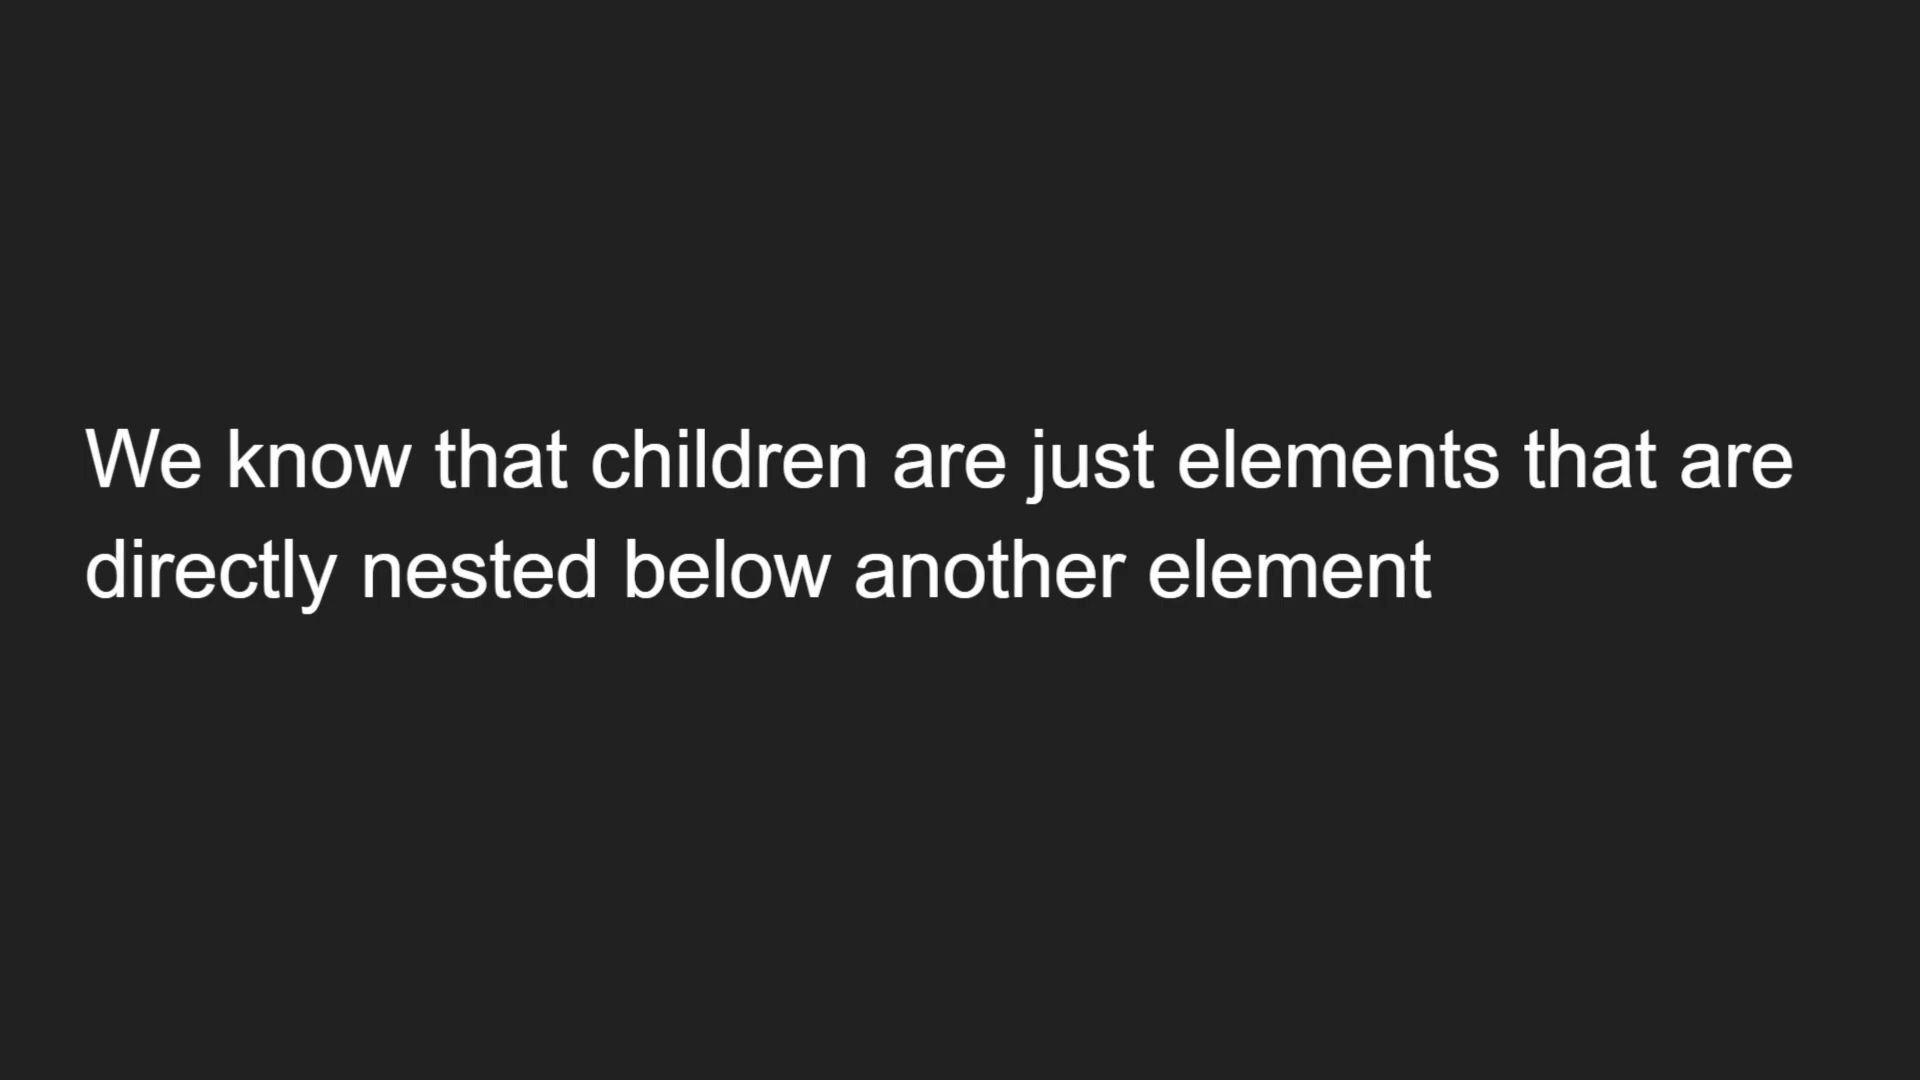 We know that children are just elements that are
directly nested below another element